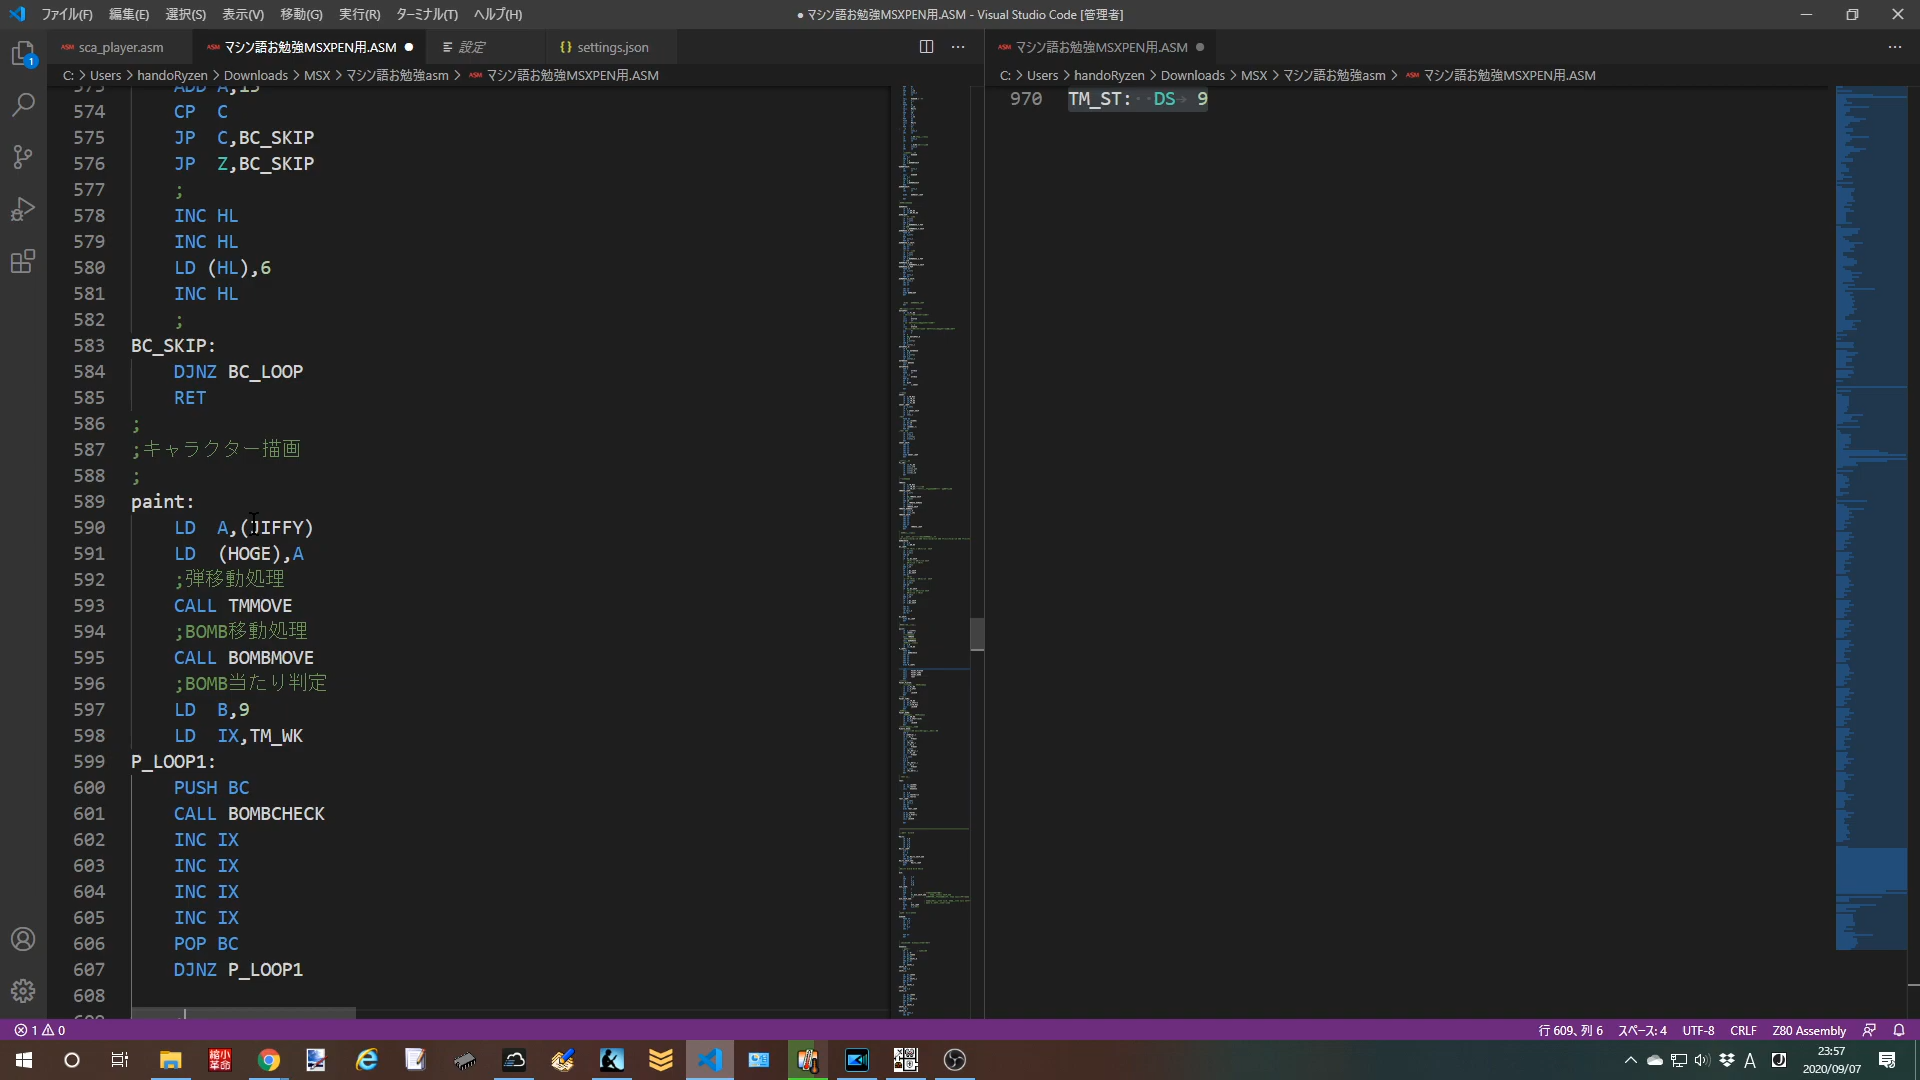 ファイル(F) 編集(E) 選択(S) 表示(V) 移動(G) 実行(R) ターミナル(T) ヘルプ(H)
● マシン語お勉強MSXPEN用.ASM - Visual Studio Code [管理者]
sca_player.asm
マシン語お勉強MSXPEN用.ASM ●
設定
settings.json
マシン語お勉強MSXPEN用.ASM ●
C: > Users > handoRyzen > Downloads > MSX > マシン語お勉強asm > マシン語お勉強MSXPEN用.ASM
C: > Users > handoRyzen > Downloads > MSX > マシン語お勉強asm > マシン語お勉強MSXPEN用.ASM
573 ADD A,15
574 CP C
575 JP C,BC_SKIP
576 JP Z,BC_SKIP
577 ;
578 INC HL
579 INC HL
580 LD (HL),6
581 INC HL
582 ;
583 BC_SKIP:
584 DJNZ BC_LOOP
585 RET
586 ;
587 ;キャラクター描画
588 ;
589 paint:
590 LD A,(JIFFY)
591 LD (HOGE),A
592 ;弾移動処理
593 CALL TMMOVE
594 ;BOMB移動処理
595 CALL BOMBMOVE
596 ;BOMB当たり判定
597 LD B,9
598 LD IX,TM_WK
599 P_LOOP1:
600 PUSH BC
601 CALL BOMBCHECK
602 INC IX
603 INC IX
604 INC IX
605 INC IX
606 POP BC
607 DJNZ P_LOOP1
608
609 ;
970 TM_ST: DS 9
1
1 0
行 609、列 6 スペース: 4 UTF-8 CRLF Z80 Assembly
縮小革命
A
J
23:57
2020/09/07